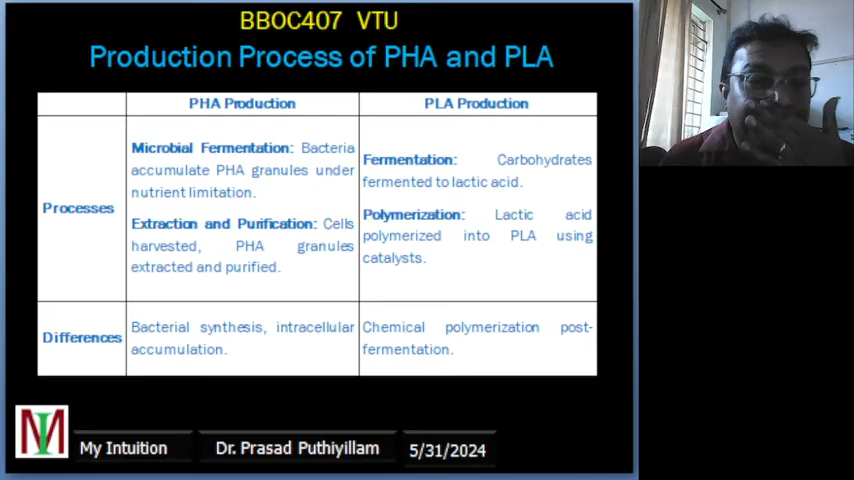 BBOC407 VTU
Production Process of PHA and PLA
PHA Production
PLA Production
Processes
Microbial Fermentation: Bacteria
accumulate PHA granules under
nutrient limitation.
Extraction and Purification: Cells
harvested, PHA granules
extracted and purified.
Fermentation: Carbohydrates
fermented to lactic acid.
Polymerization: Lactic acid
polymerized into PLA using
catalysts.
Differences
Bacterial synthesis, intracellular
accumulation.
Chemical polymerization post-
fermentation.
MI
My Intuition
Dr. Prasad Puthiyillam
5/31/2024